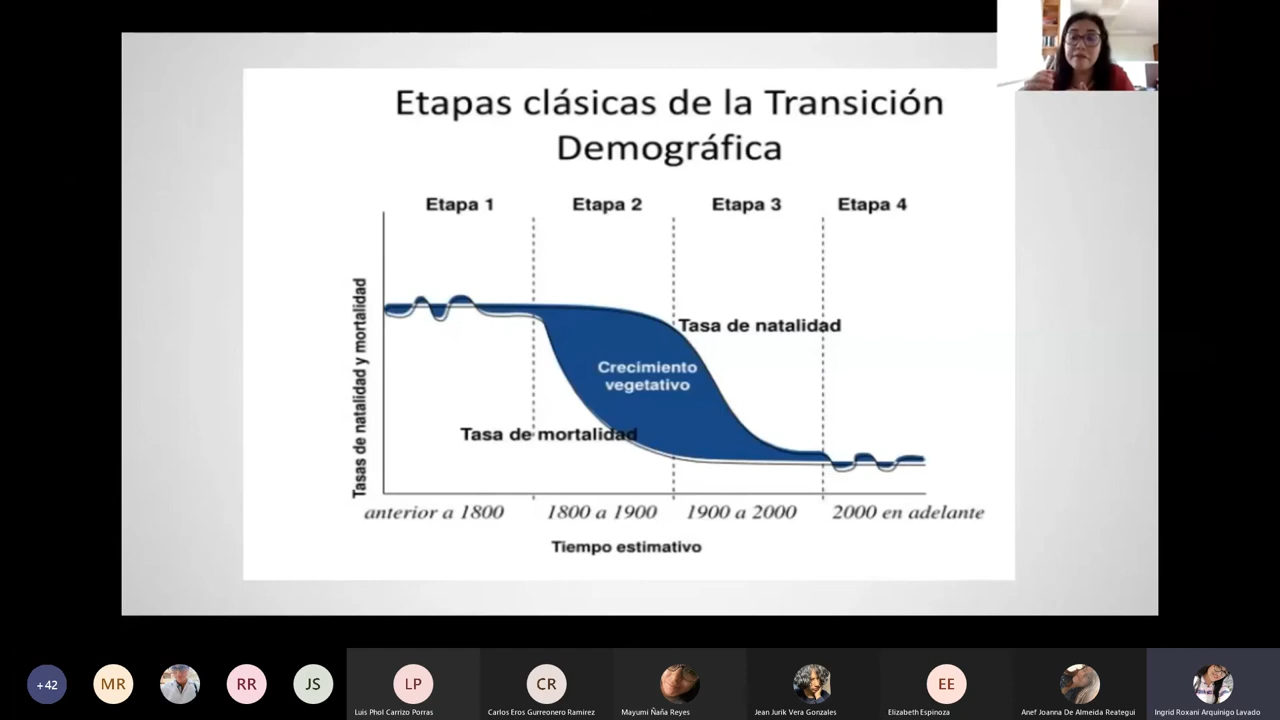 Etapas clásicas de la Transición
Demográfica
Etapa 1
Etapa 2
Etapa 3
Etapa 4
Tasas de natalidad y mortalidad
Tasa de natalidad
Crecimiento
vegetativo
Tasa de mortalidad
anterior a 1800
1800 a 1900
1900 a 2000
2000 en adelante
Tiempo estimativo
+42
MR
RR
JS
LP
CR
EE
Luis Phol Carrizo Porras
Carlos Eros Gurreonero Ramirez
Mayumi Ñaña Reyes
Jean Jurik Vera Gonzales
Elizabeth Espinoza
Anef Joanna De Almeida Reategui
Ingrid Roxani Arquinigo Lavado